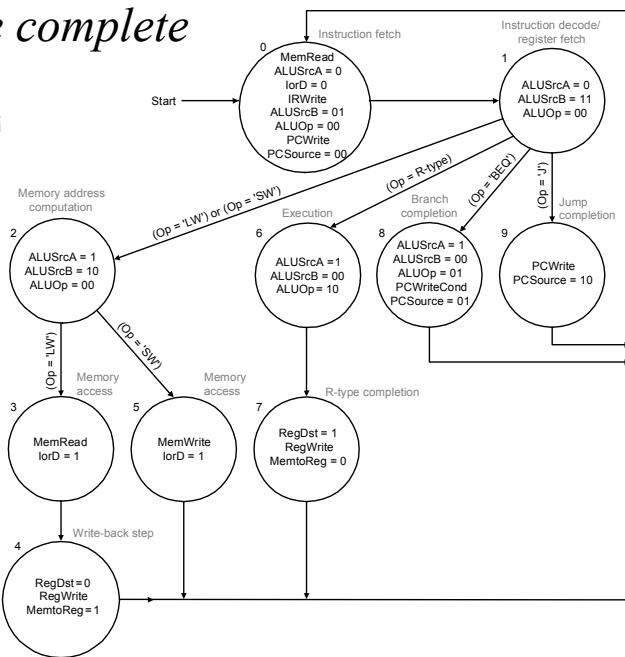 e complete
Instruction fetch
0
MemRead
ALUSrcA = 0
IorD = 0
IRWrite
ALUSrcB = 01
ALUOp = 00
PCWrite
PCSource = 00
Start
Instruction decode/
register fetch
1
ALUSrcA = 0
ALUSrcB = 11
ALUOp = 00
(Op = 'LW') or (Op = 'SW')
(Op = R-type)
(Op = 'BEQ')
(Op = 'J')
Memory address
computation
2
ALUSrcA = 1
ALUSrcB = 10
ALUOp = 00
Execution
6
ALUSrcA = 1
ALUSrcB = 00
ALUOp = 10
Branch
completion
8
ALUSrcA = 1
ALUSrcB = 00
ALUOp = 01
PCWriteCond
PCSource = 01
Jump
completion
9
PCWrite
PCSource = 10
(Op = 'LW')
(Op = 'SW')
Memory
access
3
MemRead
IorD = 1
Memory
access
5
MemWrite
IorD = 1
R-type completion
7
RegDst = 1
RegWrite
MemtoReg = 0
Write-back step
4
RegDst = 0
RegWrite
MemtoReg = 1